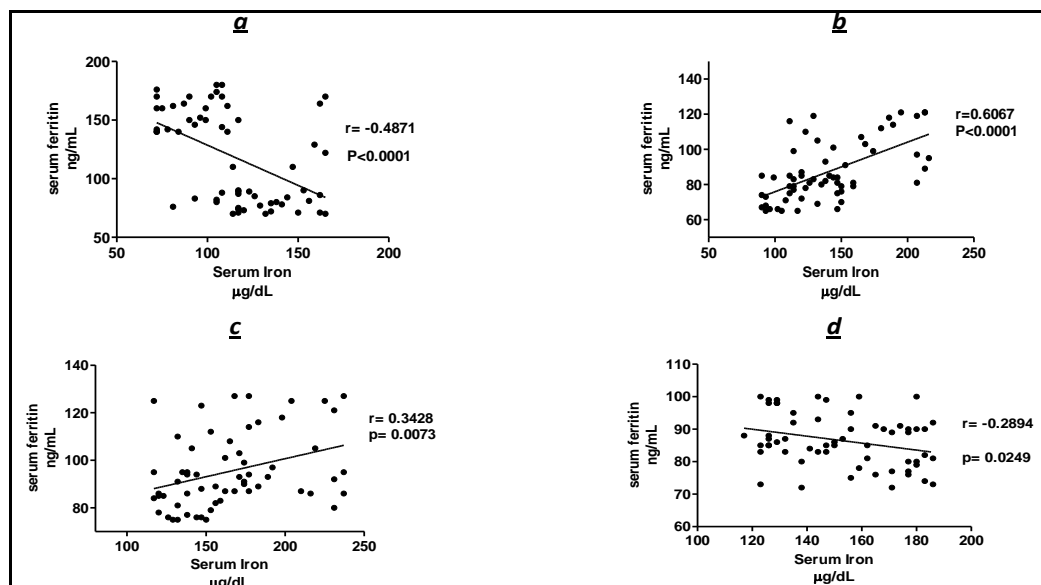 a
200
150
100
50
50
100
150
200
serum ferritin
ng/mL
Serum Iron
µg/dL
r= -0.4871
P<0.0001
b
140
120
100
80
60
50
100
150
200
250
serum ferritin
ng/mL
Serum Iron
µg/dL
r=0.6067
P<0.0001
c
140
120
100
80
100
150
200
250
serum ferritin
ng/mL
Serum Iron
µg/dL
r= 0.3428
p= 0.0073
d
110
100
90
80
70
60
100
120
140
160
180
200
serum ferritin
ng/mL
Serum Iron
µg/dL
r= -0.2894
p= 0.0249